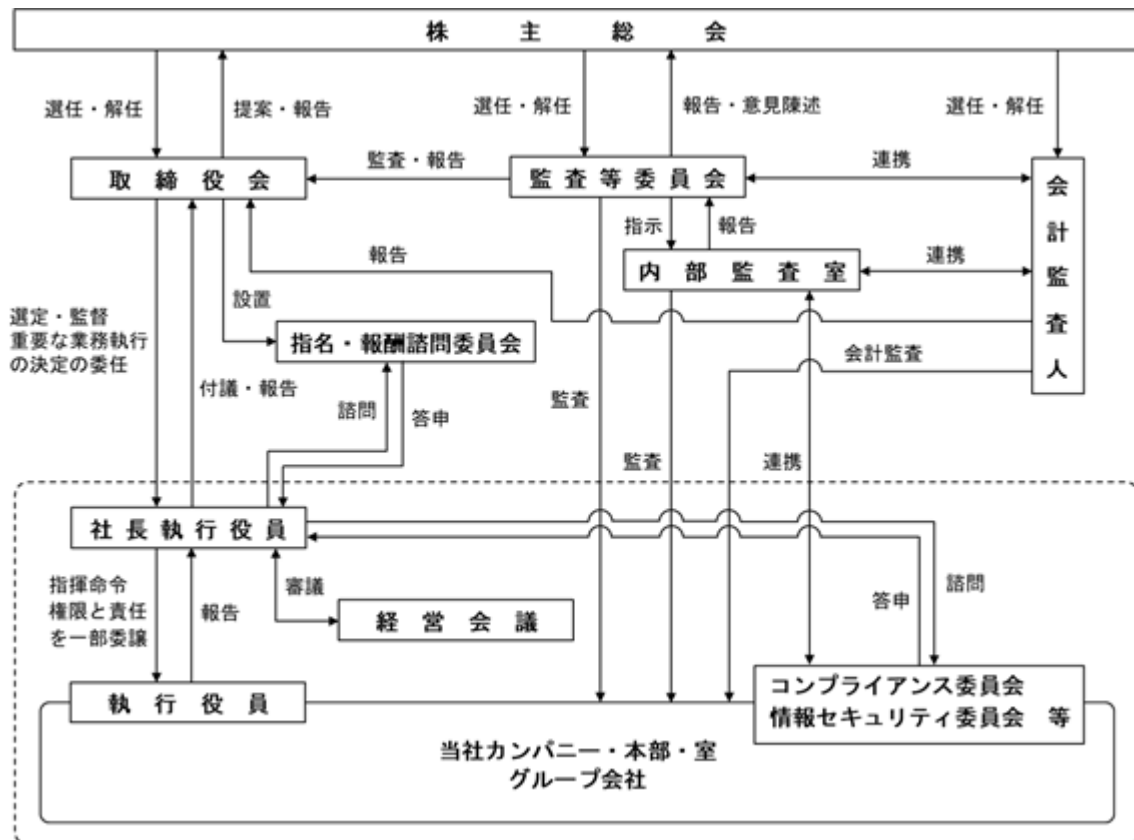 株主総会
選任・解任
提案・報告
選任・解任
報告・意見陳述
選任・解任
取締役会
監査・報告
監査等委員会
連携
会計監査人
指示
報告
内部監査室
連携
報告
設置
選定・監督
重要な業務執行
の決定の委任
指名・報酬諮問委員会
会計監査
付議・報告
諮問
答申
監査
監査
連携
社長執行役員
指揮命令
権限と責任
を一部委譲
報告
審議
経営会議
答申
諮問
執行役員
コンプライアンス委員会
情報セキュリティ委員会 等
当社カンパニー・本部・室
グループ会社